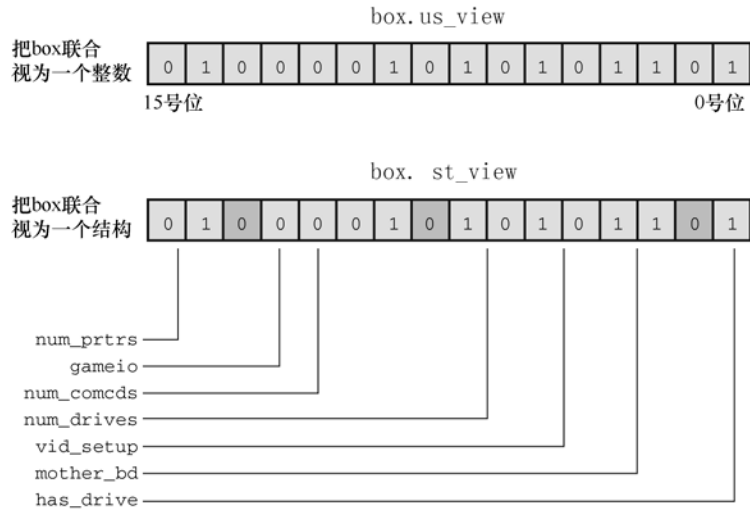 box.us_view
把box联合
视为一个整数
0 1 0 0 0 0 1 0 1 0 1 0 1 1 0 1
15号位 0号位
box. st_view
把box联合
视为一个结构
0 1 0 0 0 0 1 0 1 0 1 0 1 1 0 1
num_prtrs
gameio
num_comcds
num_drives
vid_setup
mother_bd
has_drive